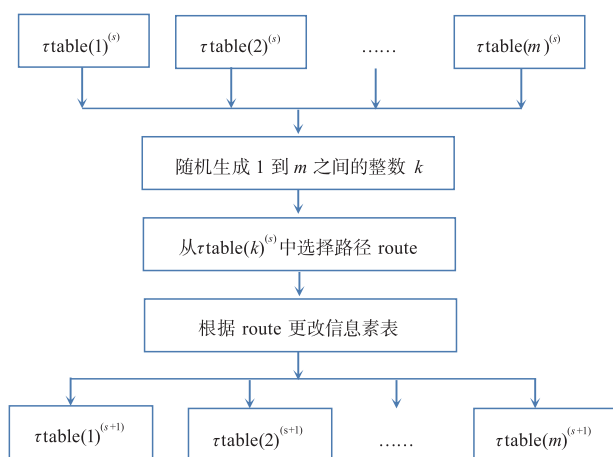 τtable(1)^(s) τtable(2)^(s) …… τtable(m)^(s)
随机生成 1 到 m 之间的整数 k
从τtable(k)^(s)中选择路径 route
根据 route 更改信息素表
τtable(1)^(s+1) τtable(2)^(s+1) …… τtable(m)^(s+1)